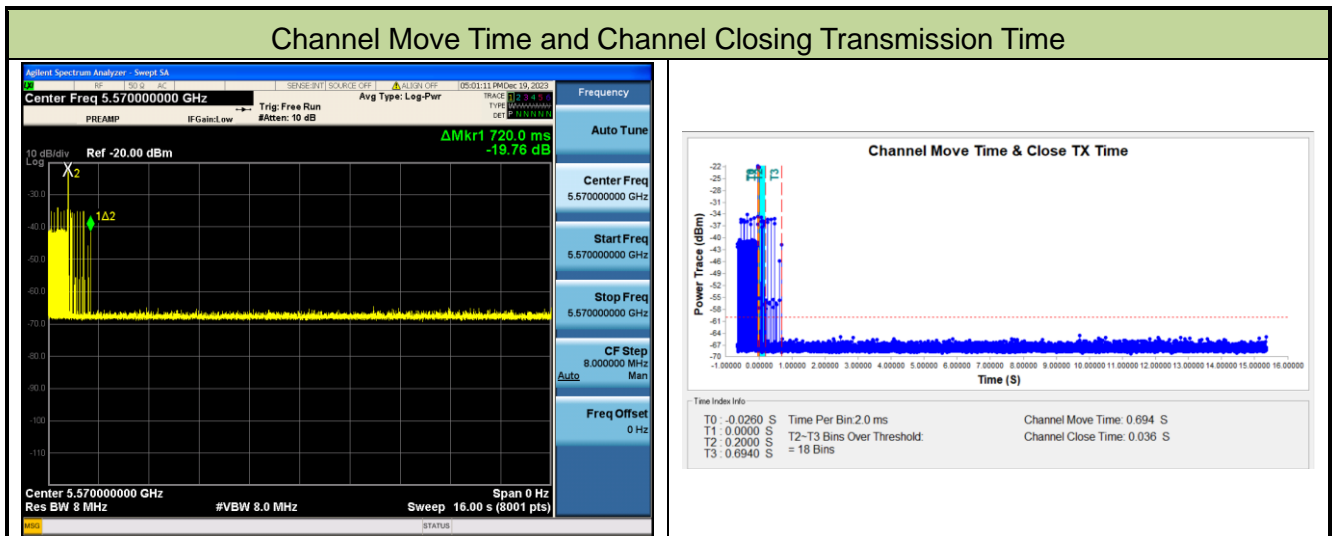 Channel Move Time and Channel Closing Transmission Time
Agilent Spectrum Analyzer - Swept SA
RF 50 Ω AC SENSE:INT SOURCE OFF ALIGN OFF 05:01:11 PM Dec 19, 2023
Center Freq 5.570000000 GHz
Avg Type: Log-Pwr
TRACE 1 2 3 4 5 6
TYPE
DET P N N N N N
PREAMP
IFGain:Low
Trig: Free Run
#Atten: 10 dB
ΔMkr1 720.0 ms
-19.76 dB
10 dB/div
Log
Ref -20.00 dBm
X2
1Δ2
-30.0
-40.0
-50.0
-60.0
-70.0
-80.0
-90.0
-100
-110
Center 5.570000000 GHz
Span 0 Hz
Res BW 8 MHz
#VBW 8.0 MHz
Sweep 16.00 s (8001 pts)
MSG
STATUS
Frequency
Auto Tune
Center Freq
5.570000000 GHz
Start Freq
5.570000000 GHz
Stop Freq
5.570000000 GHz
CF Step
8.000000 MHz
Auto Man
Freq Offset
0 Hz
Channel Move Time & Close TX Time
Power Trace (dBm)
-22
-25
-28
-31
-34
-37
-40
-43
-46
-49
-52
-55
-58
-61
-64
-67
-70
T3
-1.00000 0.00000 1.00000 2.00000 3.00000 4.00000 5.00000 6.00000 7.00000 8.00000 9.00000 10.00000 11.00000 12.00000 13.00000 14.00000 15.00000 16.00000
Time (S)
Time Index Info
T0 : -0.0260 S
T1 : 0.0000 S
T2 : 0.2000 S
T3 : 0.6940 S
Time Per Bin:2.0 ms
T2~T3 Bins Over Threshold:
= 18 Bins
Channel Move Time: 0.694 S
Channel Close Time: 0.036 S